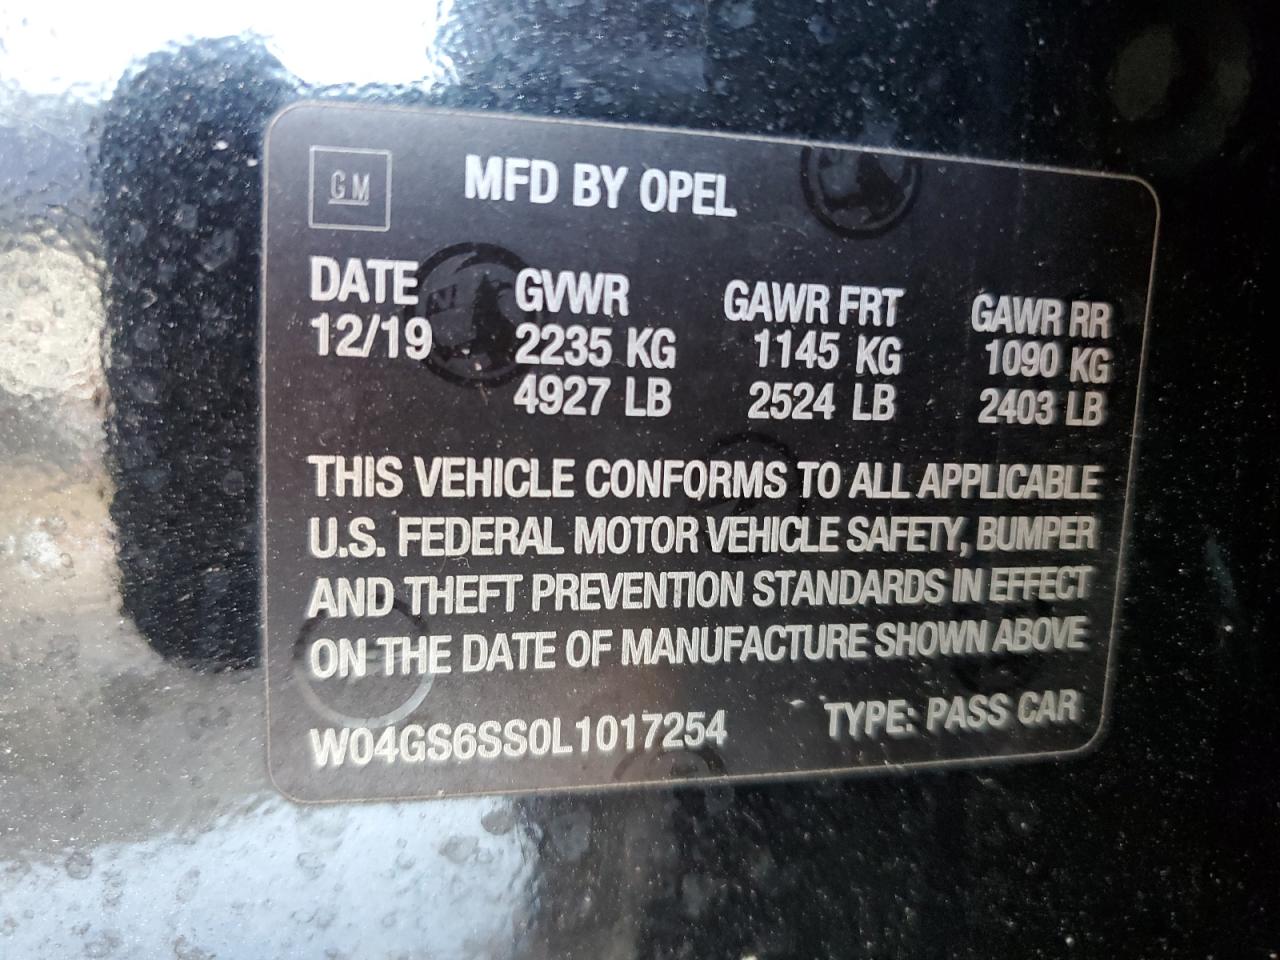 GM
MFD BY OPEL
DATE GVWR GAWR FRT GAWR RR
12/19 2235 KG 1145 KG 1090 KG
4927 LB 2524 LB 2403 LB
THIS VEHICLE CONFORMS TO ALL APPLICABLE
U.S. FEDERAL MOTOR VEHICLE SAFETY, BUMPER
AND THEFT PREVENTION STANDARDS IN EFFECT
ON THE DATE OF MANUFACTURE SHOWN ABOVE
W04GS6SS0L1017254 TYPE: PASS CAR